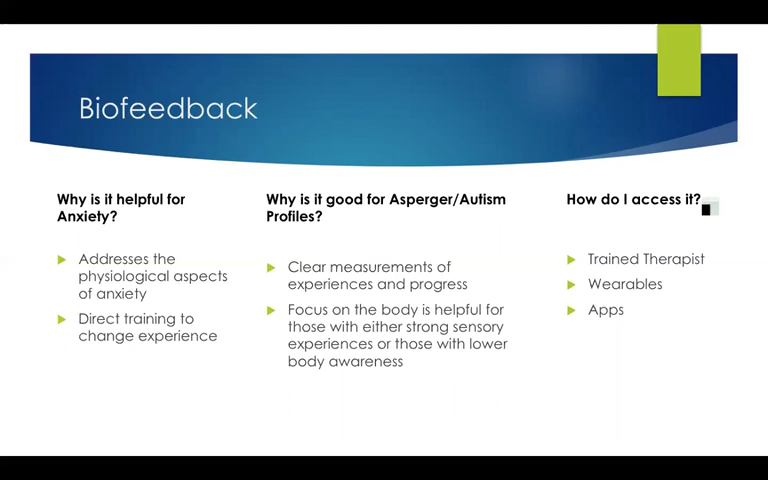 Biofeedback
Why is it helpful for
Anxiety?
Addresses the
physiological aspects
of anxiety
Direct training to
change experience
Why is it good for Asperger/Autism
Profiles?
Clear measurements of
experiences and progress
Focus on the body is helpful for
those with either strong sensory
experiences or those with lower
body awareness
How do I access it?
Trained Therapist
Wearables
Apps